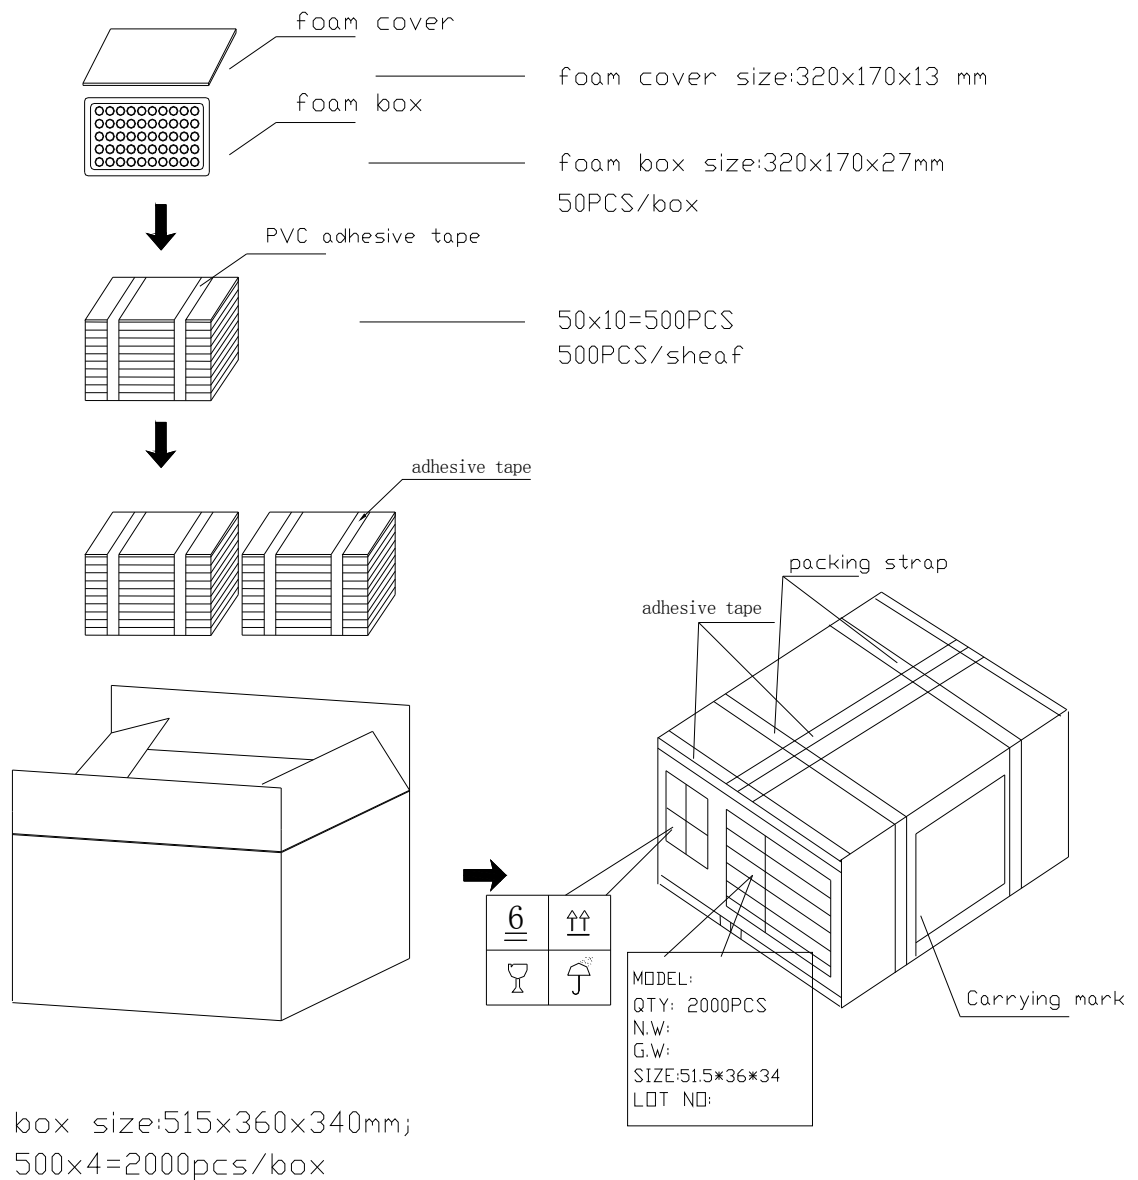 foam cover
foam cover size:320x170x13 mm
foam box
foam box size:320x170x27mm
50PCS/box
PVC adhesive tape
50x10=500PCS
500PCS/sheaf
adhesive tape
packing strap
adhesive tape
6
MODEL:
QTY: 2000PCS
N.W:
G.W:
SIZE:51.5*36*34
LOT NO:
Carrying mark
box size:515x360x340mm;
500x4=2000pcs/box